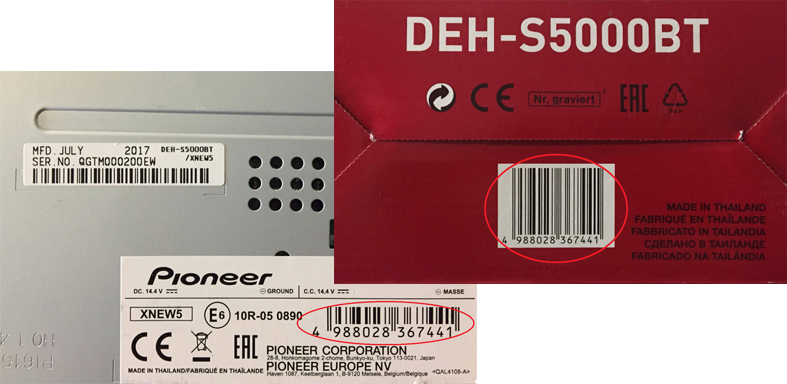 DEH-S5000BT
CE Nr. graviert EAC
PAP
4 988028 367441
MADE IN THAILAND
FABRIQUÉ EN THAÏLANDE
FABBRICATO IN TAILANDIA
СДЕЛАНО В ТАИЛАНДЕ
FABRICADO NA TAILÂNDIA
MFD. JULY 2017 DEH-S5000BT
/XNEW5
SER. NO. QGTM000200EW
Pioneer
DC. 14.4 V ⊖ GROUND C.C. 14,4 V ⊖ MASSE
XNEW5 E6 10R-05 0890
4 988028 367441
CE EAC PIONEER CORPORATION
28-8, Honkomagome 2-chome, Bunkyo-ku, Tokyo 113-0021, Japan
PIONEER EUROPE NV
MADE IN THAILAND/FABRIQUÉ EN THAÏLANDE Haven 1087, Keetberglaan 1, B-9120 Melsele, Belgium/Belgique <QAL4108-A>